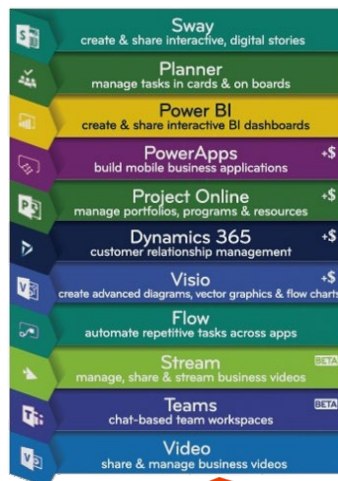 Sway
create & share interactive, digital stories
Planner
manage tasks in cards & on boards
Power BI
create & share interactive BI dashboards
PowerApps +$
build mobile business applications
Project Online +$
manage portfolios, programs & resources
Dynamics 365 +$
customer relationship management
Visio +$
create advanced diagrams, vector graphics & flow charts
Flow
automate repetitive tasks across apps
Stream BETA
manage, share & stream business videos
Teams BETA
chat-based team workspaces
Video
share & manage business videos